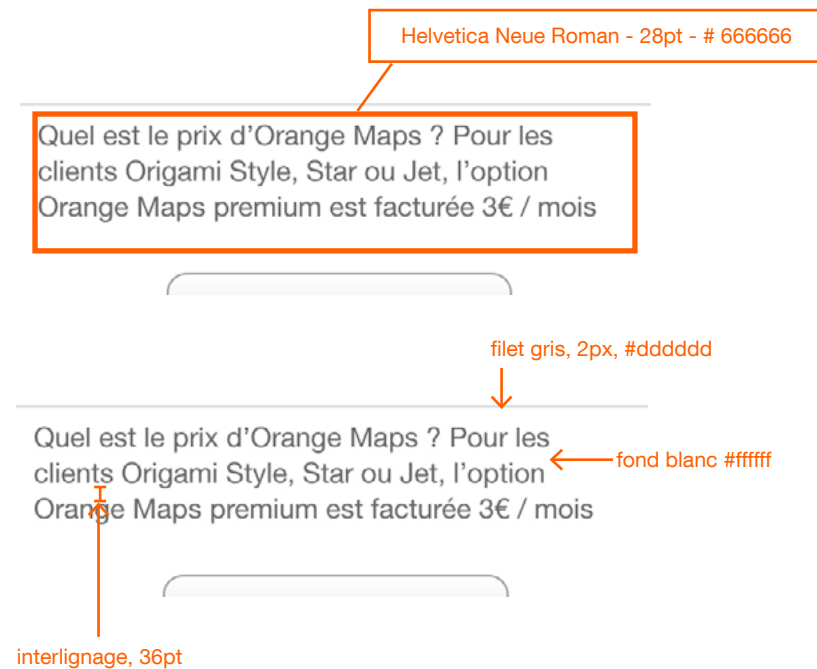 Helvetica Neue Roman - 28pt - # 666666
Quel est le prix d’Orange Maps ? Pour les
clients Origami Style, Star ou Jet, l’option
Orange Maps premium est facturée 3€ / mois
filet gris, 2px, #dddddd
Quel est le prix d’Orange Maps ? Pour les
clients Origami Style, Star ou Jet, l’option
fond blanc #ffffff
Orange Maps premium est facturée 3€ / mois
interlignage, 36pt